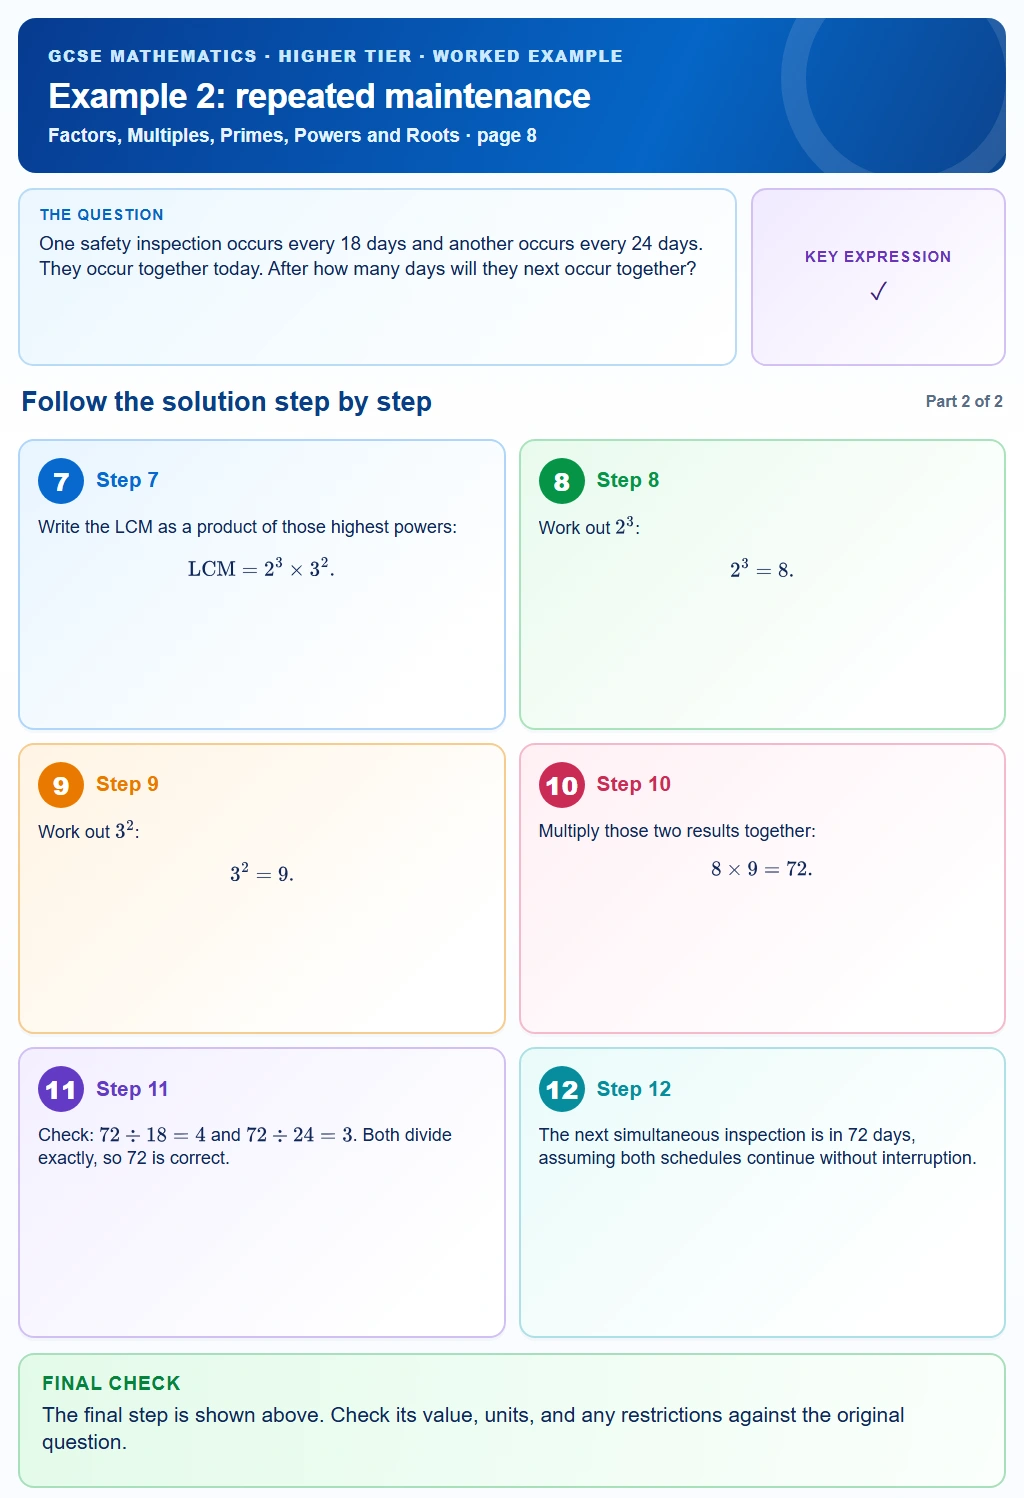 GCSE MATHEMATICS · HIGHER TIER · WORKED EXAMPLE
Example 2: repeated maintenance
Factors, Multiples, Primes, Powers and Roots · page 8
THE QUESTION
One safety inspection occurs every 18 days and another occurs every 24 days.
They occur together today. After how many days will they next occur together?
KEY EXPRESSION
✓
Follow the solution step by step
Part 2 of 2
7 Step 7
Write the LCM as a product of those highest powers:
LCM = 2³ × 3².
8 Step 8
Work out 2³:
2³ = 8.
9 Step 9
Work out 3²:
3² = 9.
10 Step 10
Multiply those two results together:
8 × 9 = 72.
11 Step 11
Check: 72 ÷ 18 = 4 and 72 ÷ 24 = 3. Both divide
exactly, so 72 is correct.
12 Step 12
The next simultaneous inspection is in 72 days,
assuming both schedules continue without interruption.
FINAL CHECK
The final step is shown above. Check its value, units, and any restrictions against the original
question.